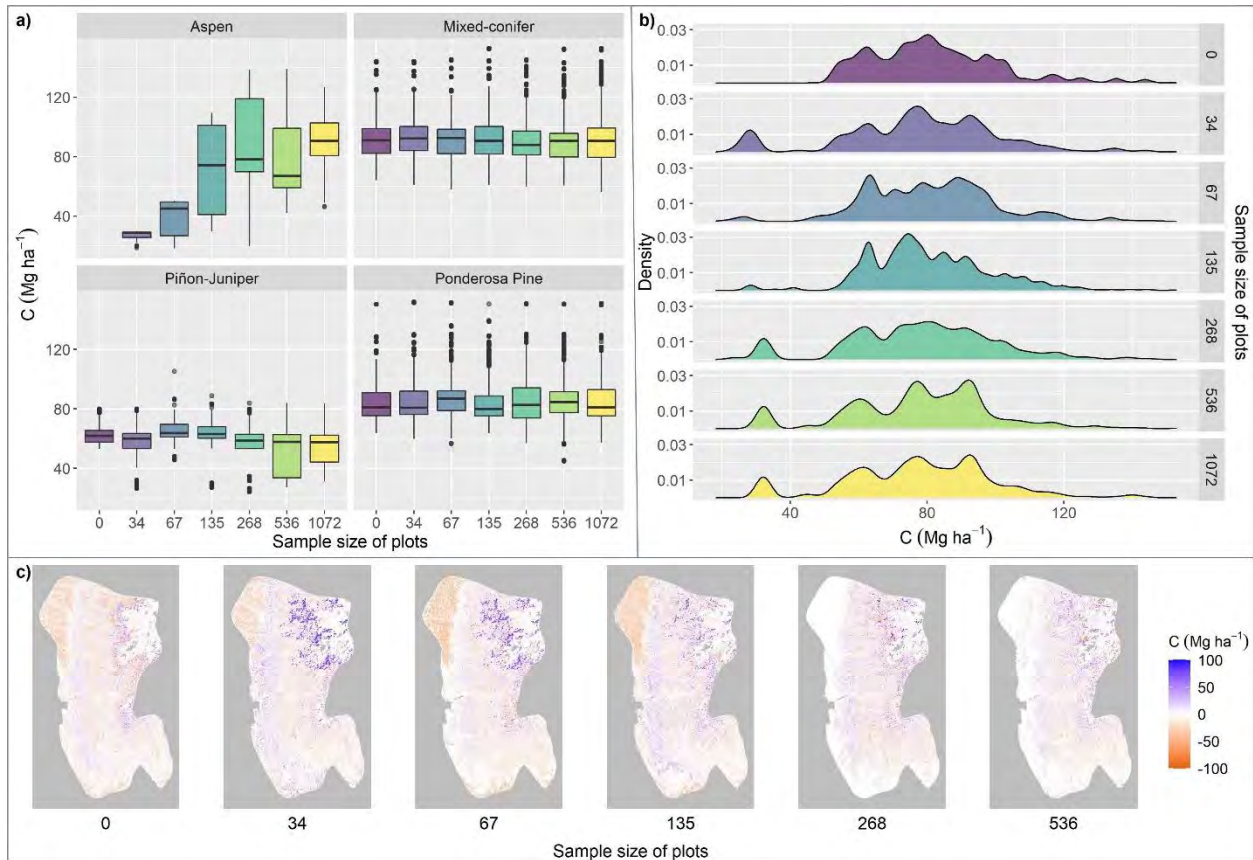 a)
Aspen
Mixed-conifer
120
80
40
Piñon-Juniper
Ponderosa Pine
120
80
40
C (Mg ha⁻¹)
0 34 67 135 268 536 1072
0 34 67 135 268 536 1072
Sample size of plots
b)
0.03
0.01
0
0.03
0.01
34
0.03
0.01
67
0.03
0.01
135
0.03
0.01
268
0.03
0.01
536
0.03
0.01
1072
Density
Sample size of plots
40 80 120
C (Mg ha⁻¹)
c)
C (Mg ha⁻¹)
100
50
0
-50
-100
0 34 67 135 268 536
Sample size of plots